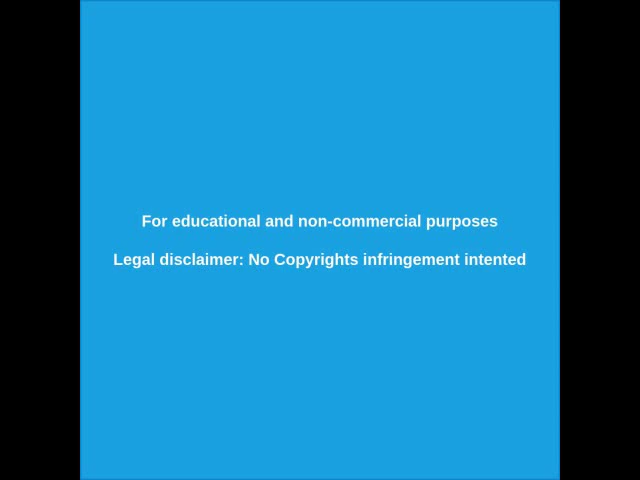 For educational and non-commercial purposes
Legal disclaimer: No Copyrights infringement intented